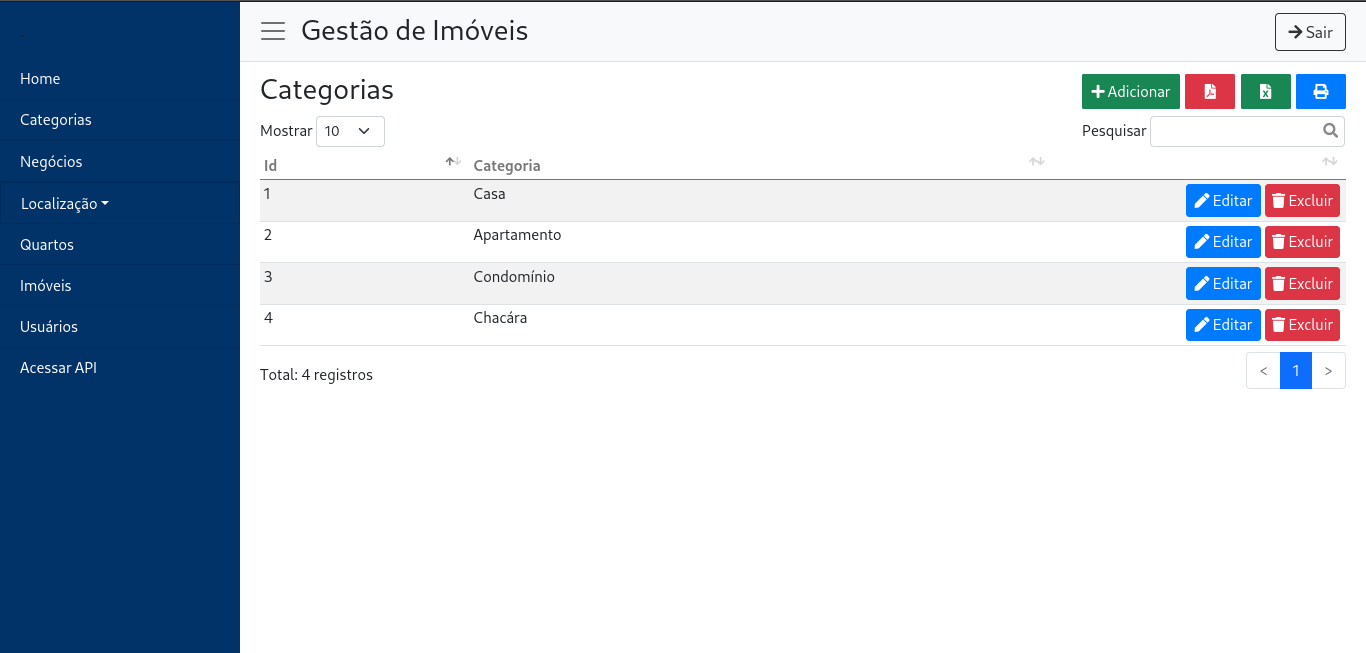 Gestão de Imóveis
Sair
Home
Categorias
Negócios
Localização
Quartos
Imóveis
Usuários
Acessar API
Categorias
Adicionar
Mostrar 10
Pesquisar
Id Categoria
1 Casa Editar Excluir
2 Apartamento Editar Excluir
3 Condomínio Editar Excluir
4 Chacára Editar Excluir
Total: 4 registros
< 1 >